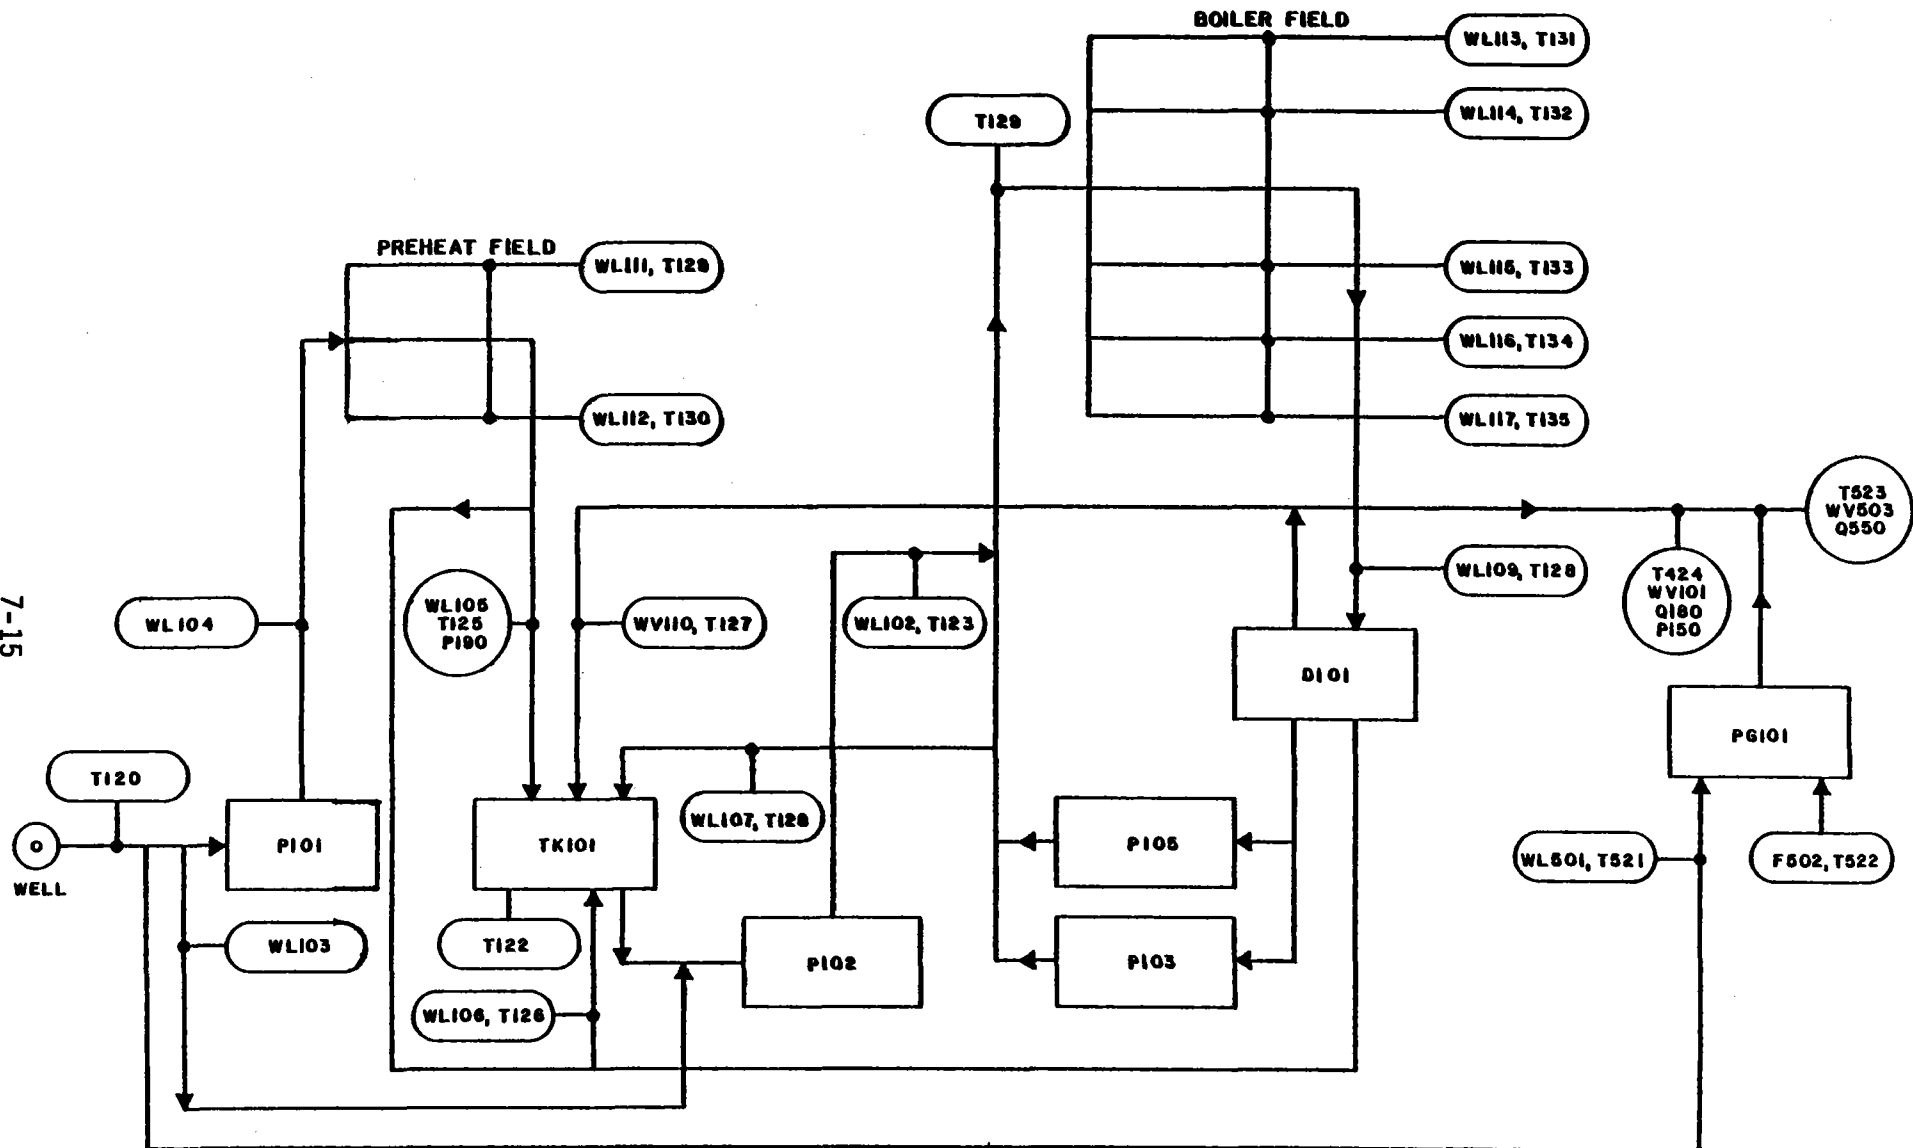 BOILER FIELD
WL113, T131
WL114, T132
T129
PREHEAT FIELD
WL111, T129
WL115, T133
WL116, T134
WL112, T130
WL117, T135
T523
WV503
Q550
WL109, T128
T424
WV101
Q180
P150
WL104
WL105
T125
P190
WV110, T127
WL102, T123
D101
PG101
T120
O
WELL
P101
TK101
WL107, T128
P105
WL501, T521
F502, T522
WL103
T122
P102
P103
WL106, T126
7-15